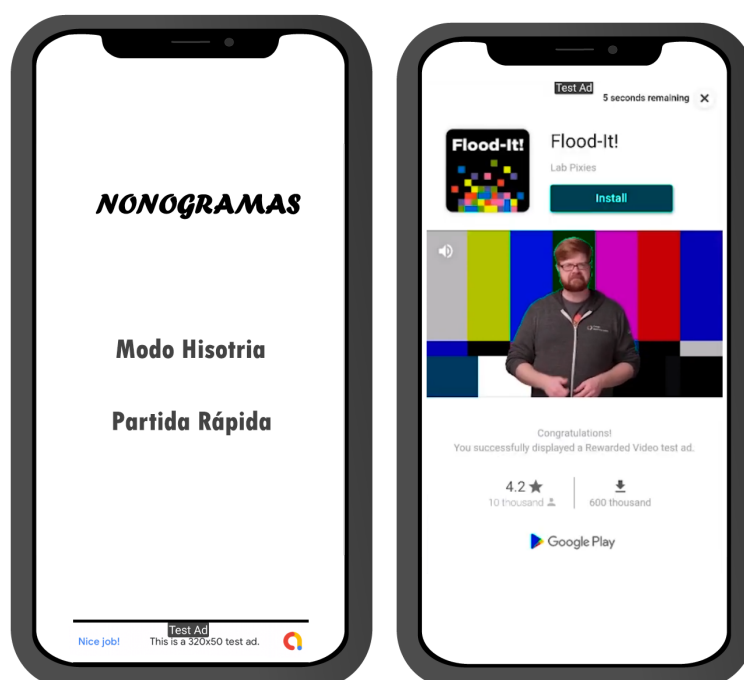 NONOGRAMAS
Modo Hisotria
Partida Rápida
Test Ad
Nice job! This is a 320x50 test ad.
Test Ad
5 seconds remaining
Flood-It!
Flood-It!
Lab Pixies
Install
Congratulations!
You successfully displayed a Rewarded Video test ad.
4.2
10 thousand
600 thousand
Google Play